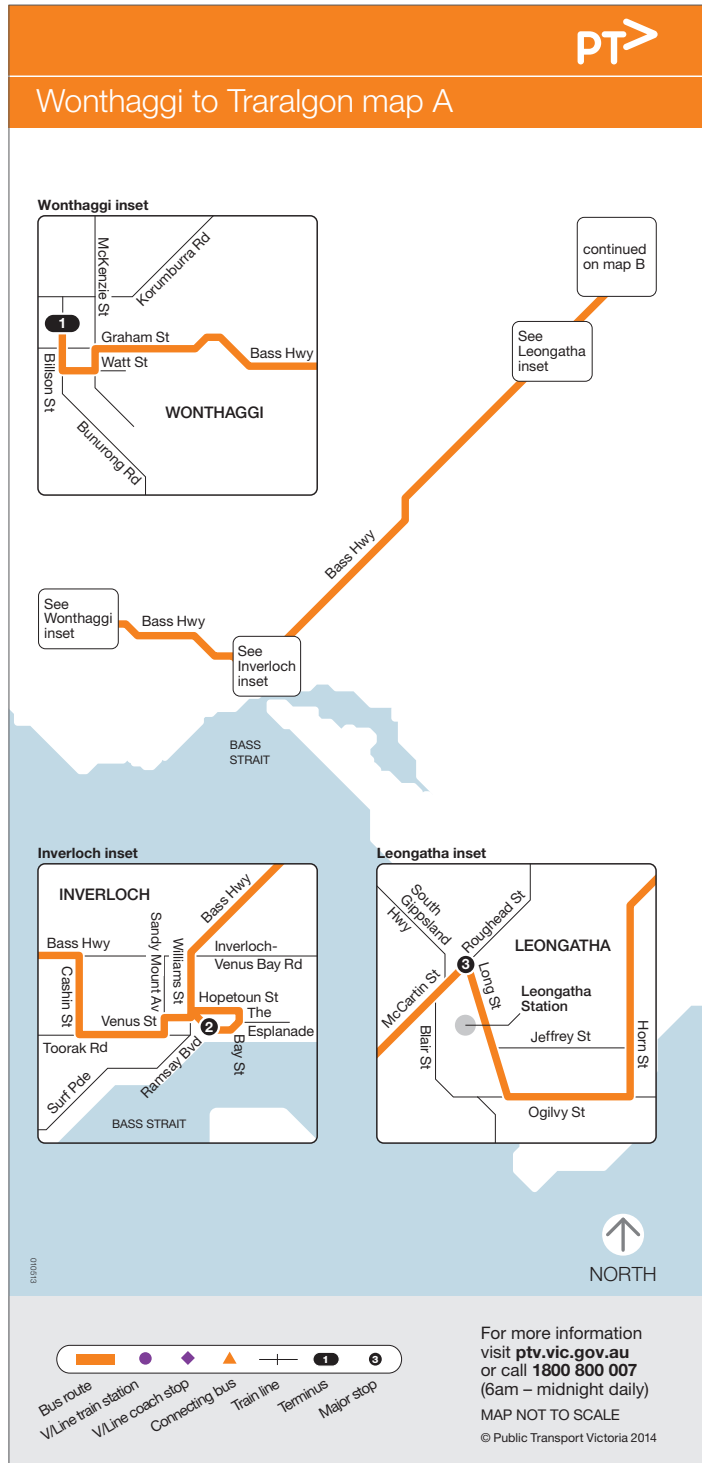 PT>
Wonthaggi to Traralgon map A
Wonthaggi inset
McKenzie St
Korumburra Rd
1
Graham St
Watt St
Bass Hwy
Billson St
WONTHAGGI
Bunurong Rd
continued
on map B
See
Leongatha
inset
Bass Hwy
See
Wonthaggi
inset
Bass Hwy
See
Inverloch
inset
BASS
STRAIT
Inverloch inset
INVERLOCH
Bass Hwy
Bass Hwy
Cashin St
Sandy Mount Av
Williams St
Inverloch-
Venus Bay Rd
Hopetoun St
Venus St
2
The
Esplanade
Toorak Rd
Ramsay Bvd
Bay St
Surf Pde
BASS STRAIT
Leongatha inset
South
Gippsland
Hwy
Roughead St
LEONGATHA
3
McCartin St
Long St
Leongatha
Station
Blair St
Jeffrey St
Horn St
Ogilvy St
NORTH
010513
1
3
Bus route
V/Line train station
V/Line coach stop
Connecting bus
Train line
Terminus
Major stop
For more information
visit ptv.vic.gov.au
or call 1800 800 007
(6am – midnight daily)
MAP NOT TO SCALE
© Public Transport Victoria 2014